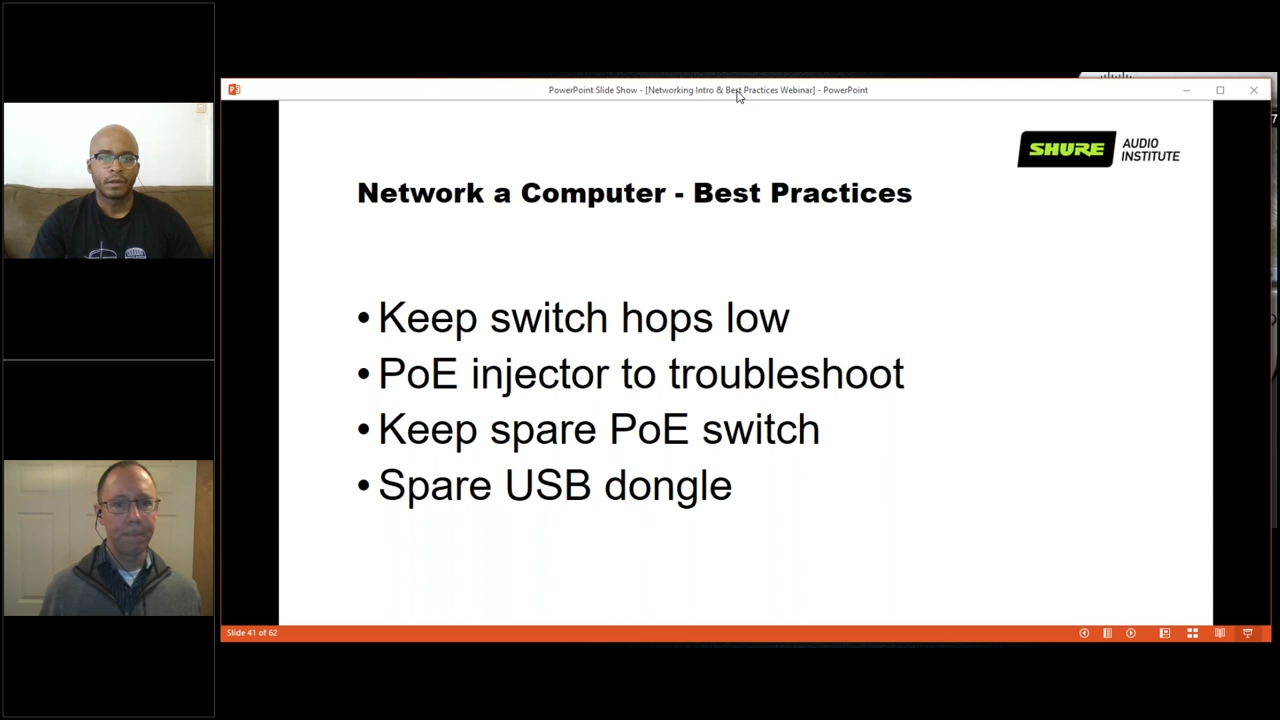 PowerPoint Slide Show - [Networking Intro & Best Practices Webinar] - PowerPoint
SHURE AUDIO
INSTITUTE
Network a Computer - Best Practices
• Keep switch hops low
• PoE injector to troubleshoot
• Keep spare PoE switch
• Spare USB dongle
Slide 41 of 62
7